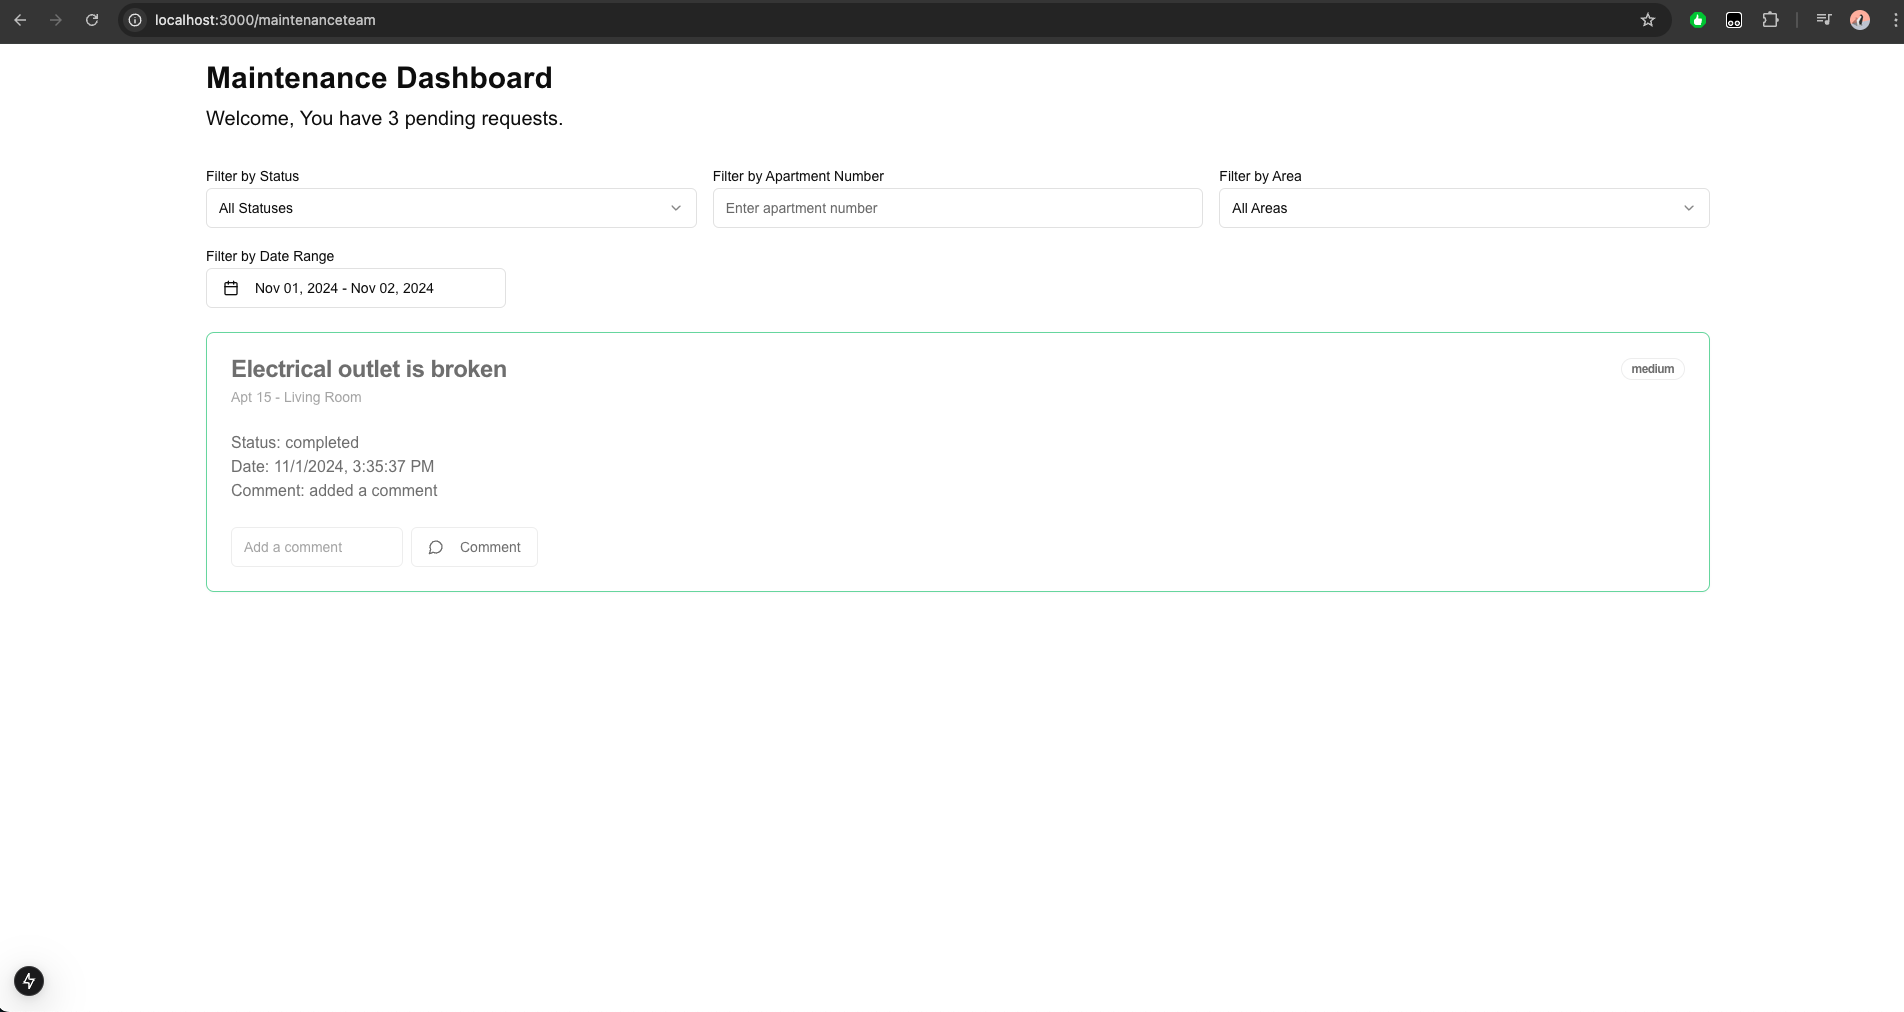 localhost:3000/maintenanceteam
Maintenance Dashboard
Welcome, You have 3 pending requests.
Filter by Status
All Statuses
Filter by Apartment Number
Enter apartment number
Filter by Area
All Areas
Filter by Date Range
Nov 01, 2024 - Nov 02, 2024
Electrical outlet is broken
medium
Apt 15 - Living Room
Status: completed
Date: 11/1/2024, 3:35:37 PM
Comment: added a comment
Add a comment
Comment